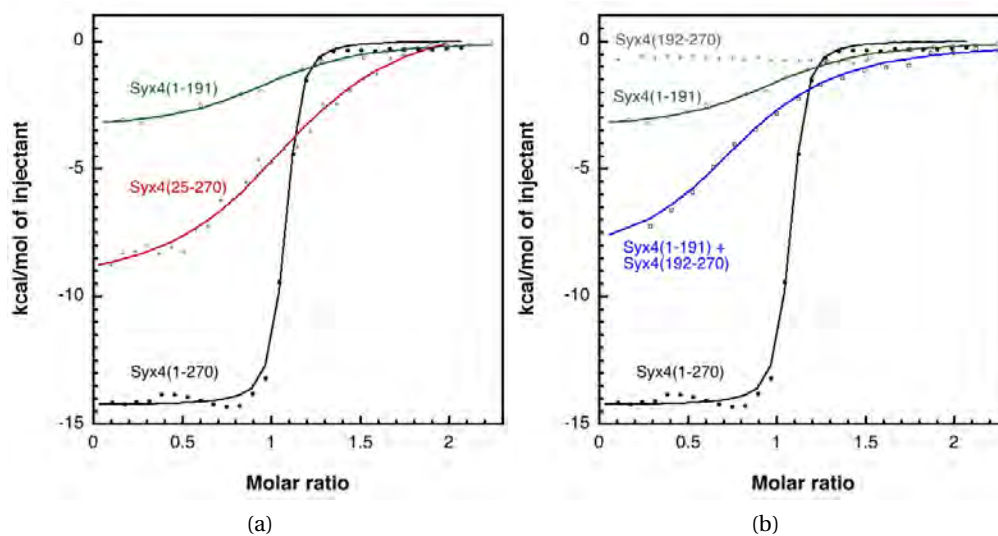 0
Syx4(1-191)
Syx4(25-270)
Syx4(1-270)
-5
-10
-15
kcal/mol of injectant
0 0.5 1 1.5 2
Molar ratio
(a)
0
Syx4(192-270)
Syx4(1-191)
Syx4(1-191) +
Syx4(192-270)
Syx4(1-270)
-5
-10
-15
kcal/mol of injectant
0 0.5 1 1.5 2
Molar ratio
(b)